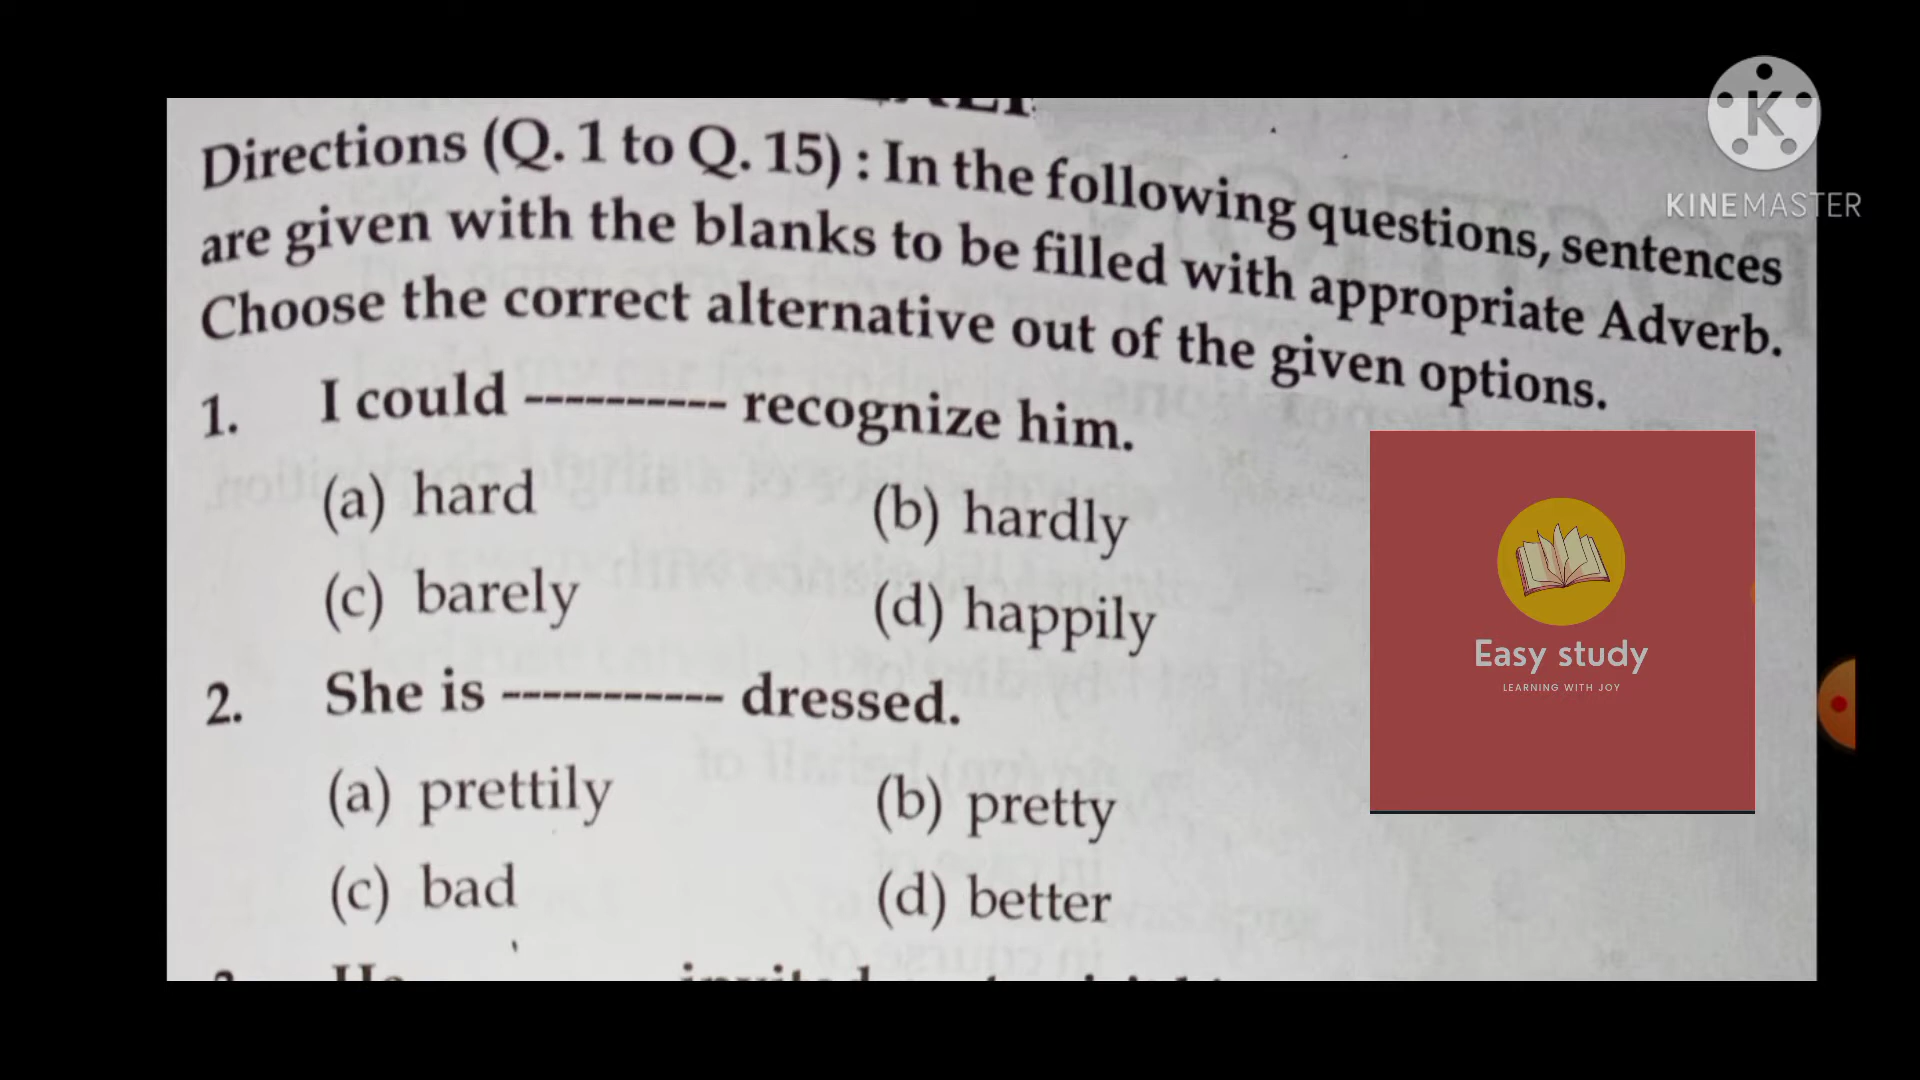 Directions (Q. 1 to Q. 15) : In the following questions, sentences
are given with the blanks to be filled with appropriate Adverb.
Choose the correct alternative out of the given options.
1. I could ---------- recognize him.
(a) hard (b) hardly
(c) barely (d) happily
2. She is ----------- dressed.
(a) prettily (b) pretty
(c) bad (d) better
K
KINEMASTER
Easy study
LEARNING WITH JOY